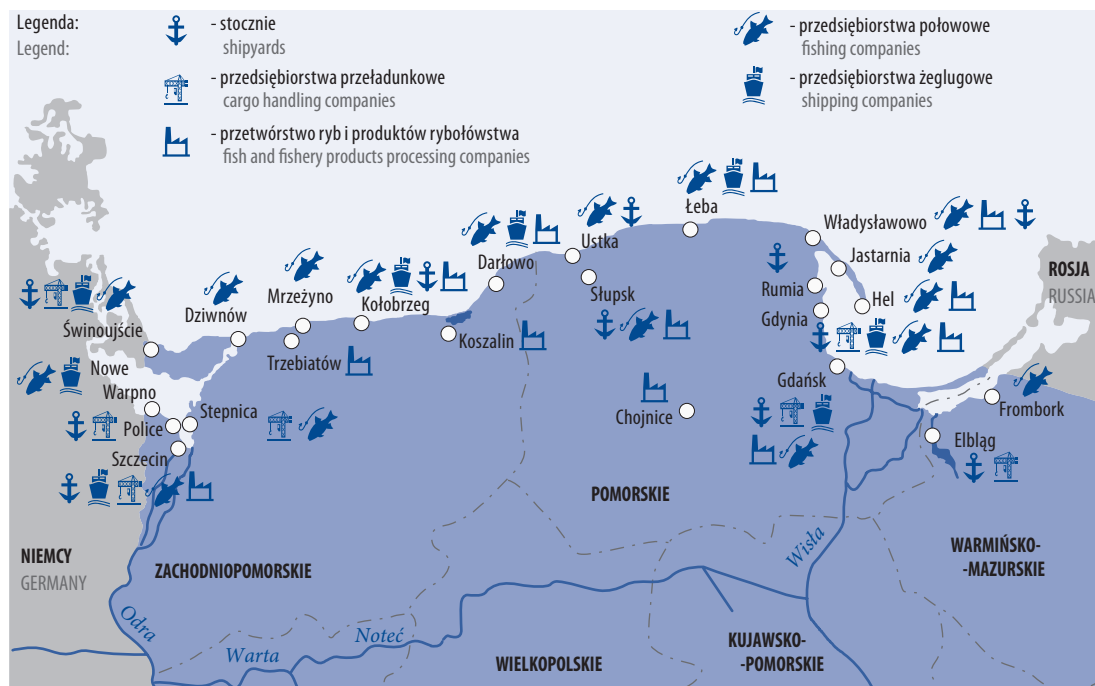 Legenda:
Legend:
- stocznie
shipyards
- przedsiębiorstwa przeładunkowe
cargo handling companies
- przetwórstwo ryb i produktów rybołówstwa
fish and fishery products processing companies
- przedsiębiorstwa połowowe
fishing companies
- przedsiębiorstwa żeglugowe
shipping companies
Łeba
Władysławowo
Ustka
Darłowo
Jastarnia
ROSJA
RUSSIA
Mrzeżyno
Kołobrzeg
Słupsk
Rumia
Hel
Dziwnów
Gdynia
Świnoujście
Koszalin
Trzebiatów
Nowe
Warpno
Gdańsk
Stepnica
Chojnice
Frombork
Police
Elbląg
Szczecin
POMORSKIE
NIEMCY
GERMANY
ZACHODNIOPOMORSKIE
Wisła
WARMIŃSKO-
-MAZURSKIE
Odra
Noteć
Warta
KUJAWSKO-
-POMORSKIE
WIELKOPOLSKIE